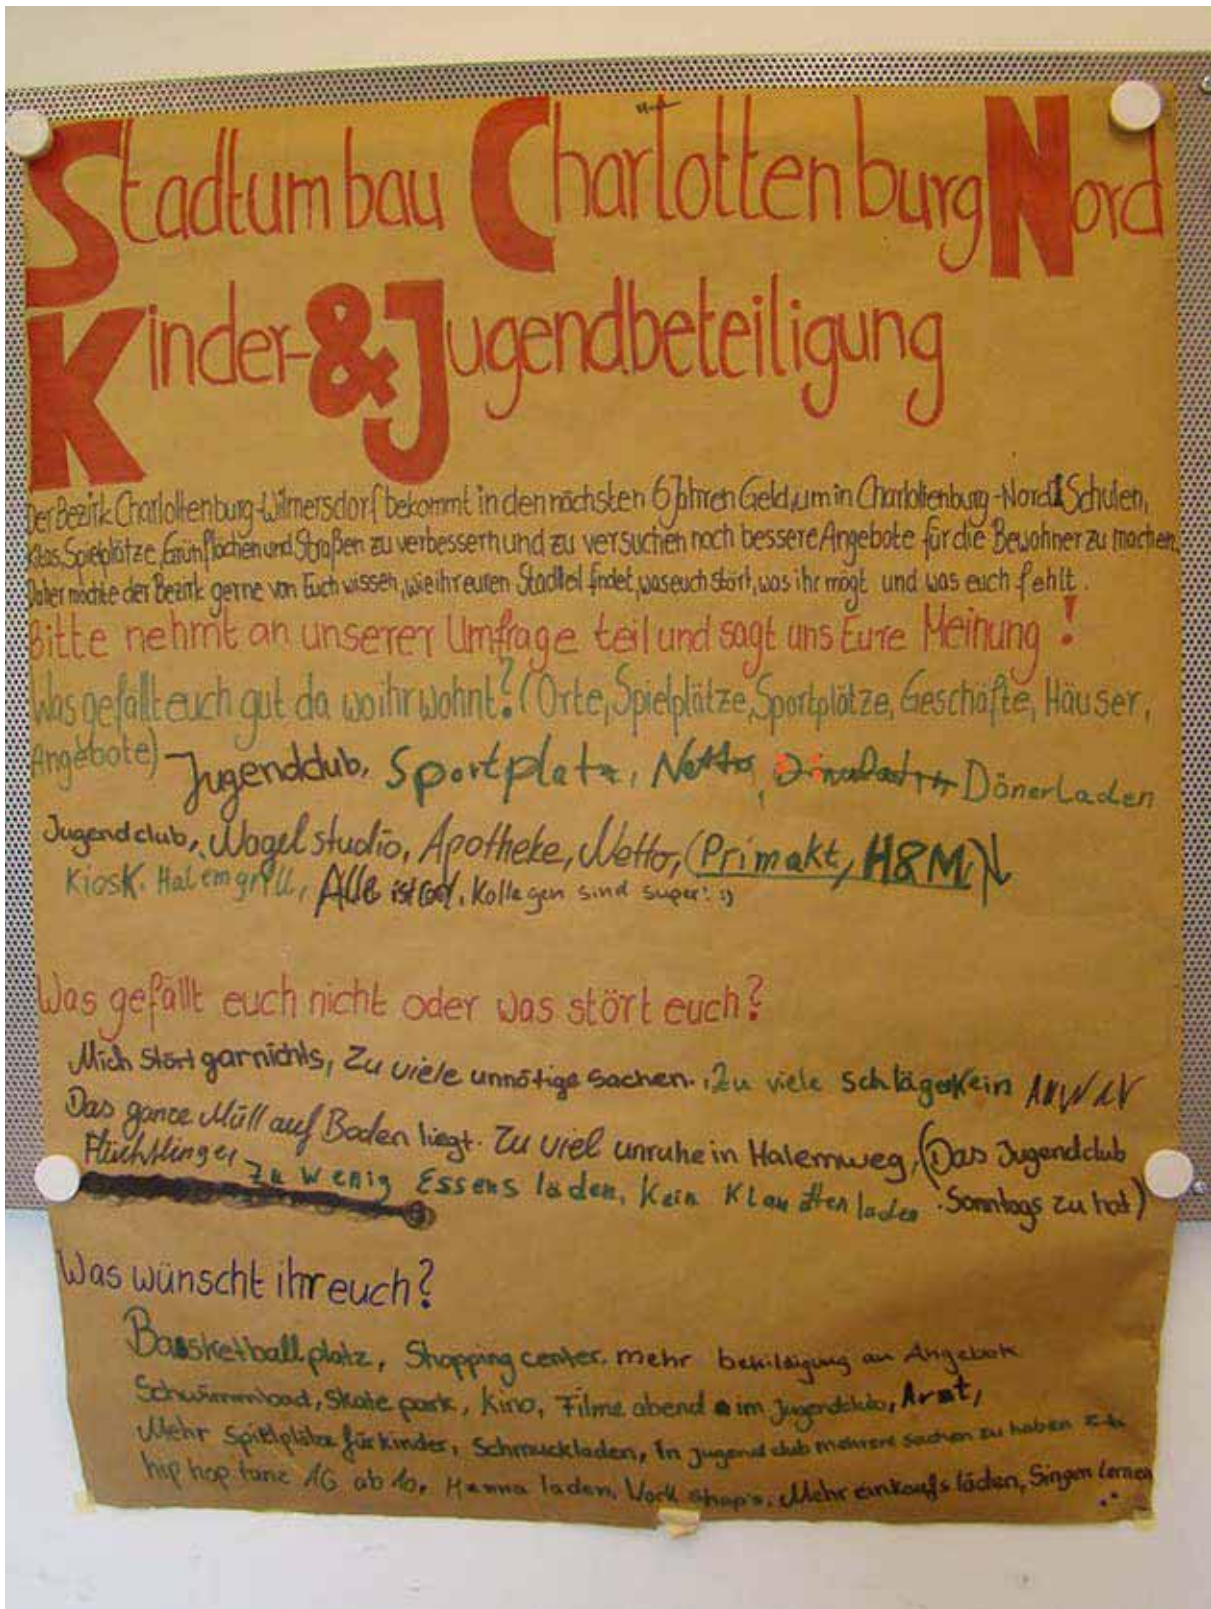 Stadtumbau Charlottenburg Nord
Kinder-& Jugendbeteiligung
Der Bezirk Charlottenburg-Wilmersdorf bekommt in den nächsten 6 Jahren Geld, um in Charlottenburg-Nord Schulen,
Kitas, Spielplätze, Grünflächen und Straßen zu verbessern und zu versuchen noch bessere Angebote für die Bewohner zu machen.
Daher möchte der Bezirk gerne von Euch wissen, wie ihr euren Stadtteil findet, was euch stört, was ihr mögt und was euch fehlt.
Bitte nehmt an unserer Umfrage teil und sagt uns Eure Meinung!
Was gefällt euch gut da wo ihr wohnt? (Orte, Spielplätze, Sportplätze, Geschäfte, Häuser,
Angebote) - Jugendclub, Sportplatz, Netto, Dönerladen
Jugendclub, Nagel studio, Apotheke, Netto, (Primakt, H&M)
Kiosk. Halemgrill, Alle ist cool. Kollegen sind super! :)
Was gefällt euch nicht oder was stört euch?
Mich stört garnichts, Zu viele unnötige sachen. Zu viele schläger kein
Das ganze Müll auf Boden liegt. Zu viel unruhe in Halemweg, (Das Jugendclub
Flüchtlinge, Zu wenig Essens läden, Kein Klamotten laden. Sonntags zu hat)
Was wünscht ihr euch?
Basketballplatz, Shopping center, mehr an Angebote
Schwimmbad, Skate park, Kino, Filme abend im Jugendclub, Arzt,
Mehr Spielplätze für kinder, Schmuckladen, In Jugend club mehrere sachen zu haben z.b.
hip hop tanz AG ab 10, Hanna laden, Work shop's, Mehr einkaufs läden, Singen lernen